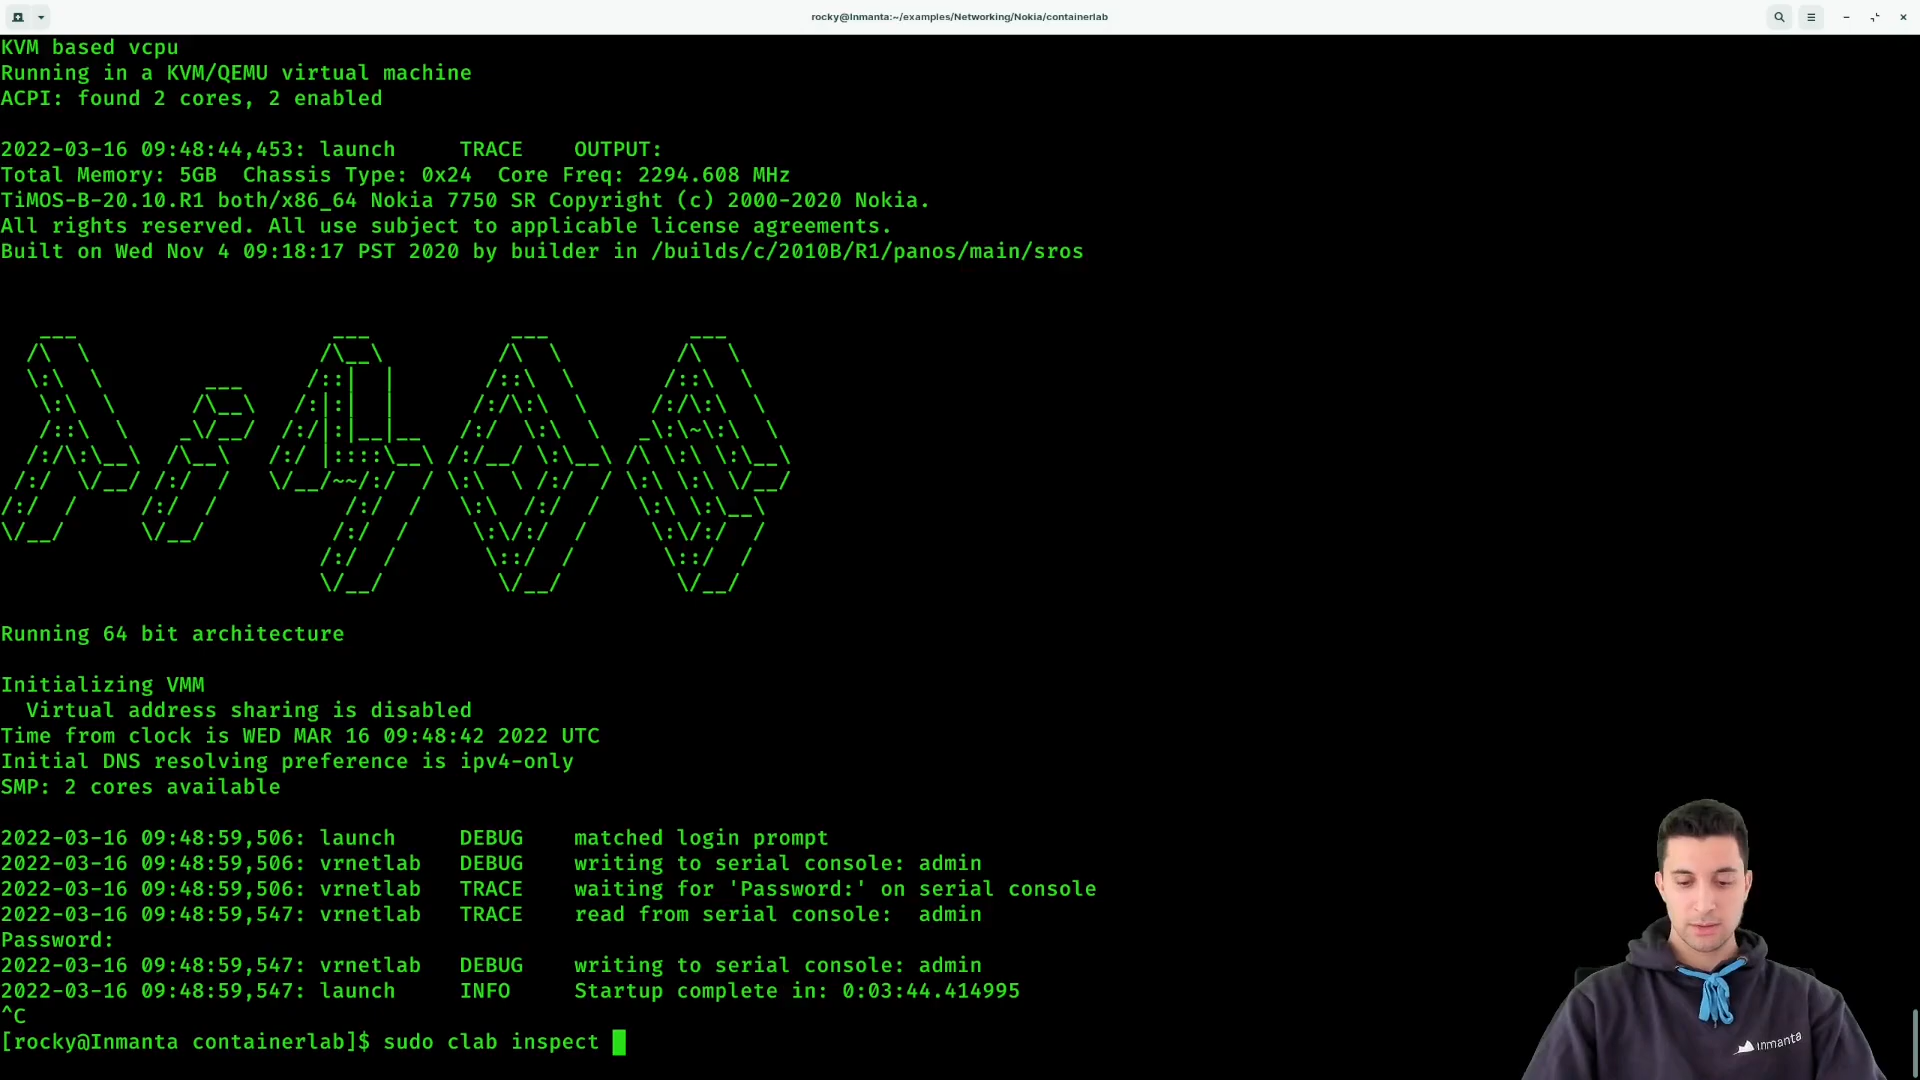 rocky@Inmanta:~/examples/Networking/Nokia/containerlab
KVM based vcpu
Running in a KVM/QEMU virtual machine
ACPI: found 2 cores, 2 enabled
2022-03-16 09:48:44,453: launch     TRACE    OUTPUT:
Total Memory: 5GB  Chassis Type: 0x24  Core Freq: 2294.608 MHz
TiMOS-B-20.10.R1 both/x86_64 Nokia 7750 SR Copyright (c) 2000-2020 Nokia.
All rights reserved. All use subject to applicable license agreements.
Built on Wed Nov 4 09:18:17 PST 2020 by builder in /builds/c/2010B/R1/panos/main/sros
Running 64 bit architecture
Initializing VMM
  Virtual address sharing is disabled
Time from clock is WED MAR 16 09:48:42 2022 UTC
Initial DNS resolving preference is ipv4-only
SMP: 2 cores available
2022-03-16 09:48:59,506: launch     DEBUG    matched login prompt
2022-03-16 09:48:59,506: vrnetlab   DEBUG    writing to serial console: admin
2022-03-16 09:48:59,506: vrnetlab   TRACE    waiting for 'Password:' on serial console
2022-03-16 09:48:59,547: vrnetlab   TRACE    read from serial console:  admin
Password:
2022-03-16 09:48:59,547: vrnetlab   DEBUG    writing to serial console: admin
2022-03-16 09:48:59,547: launch     INFO     Startup complete in: 0:03:44.414995
^C
[rocky@Inmanta containerlab]$ sudo clab inspect
Inmanta